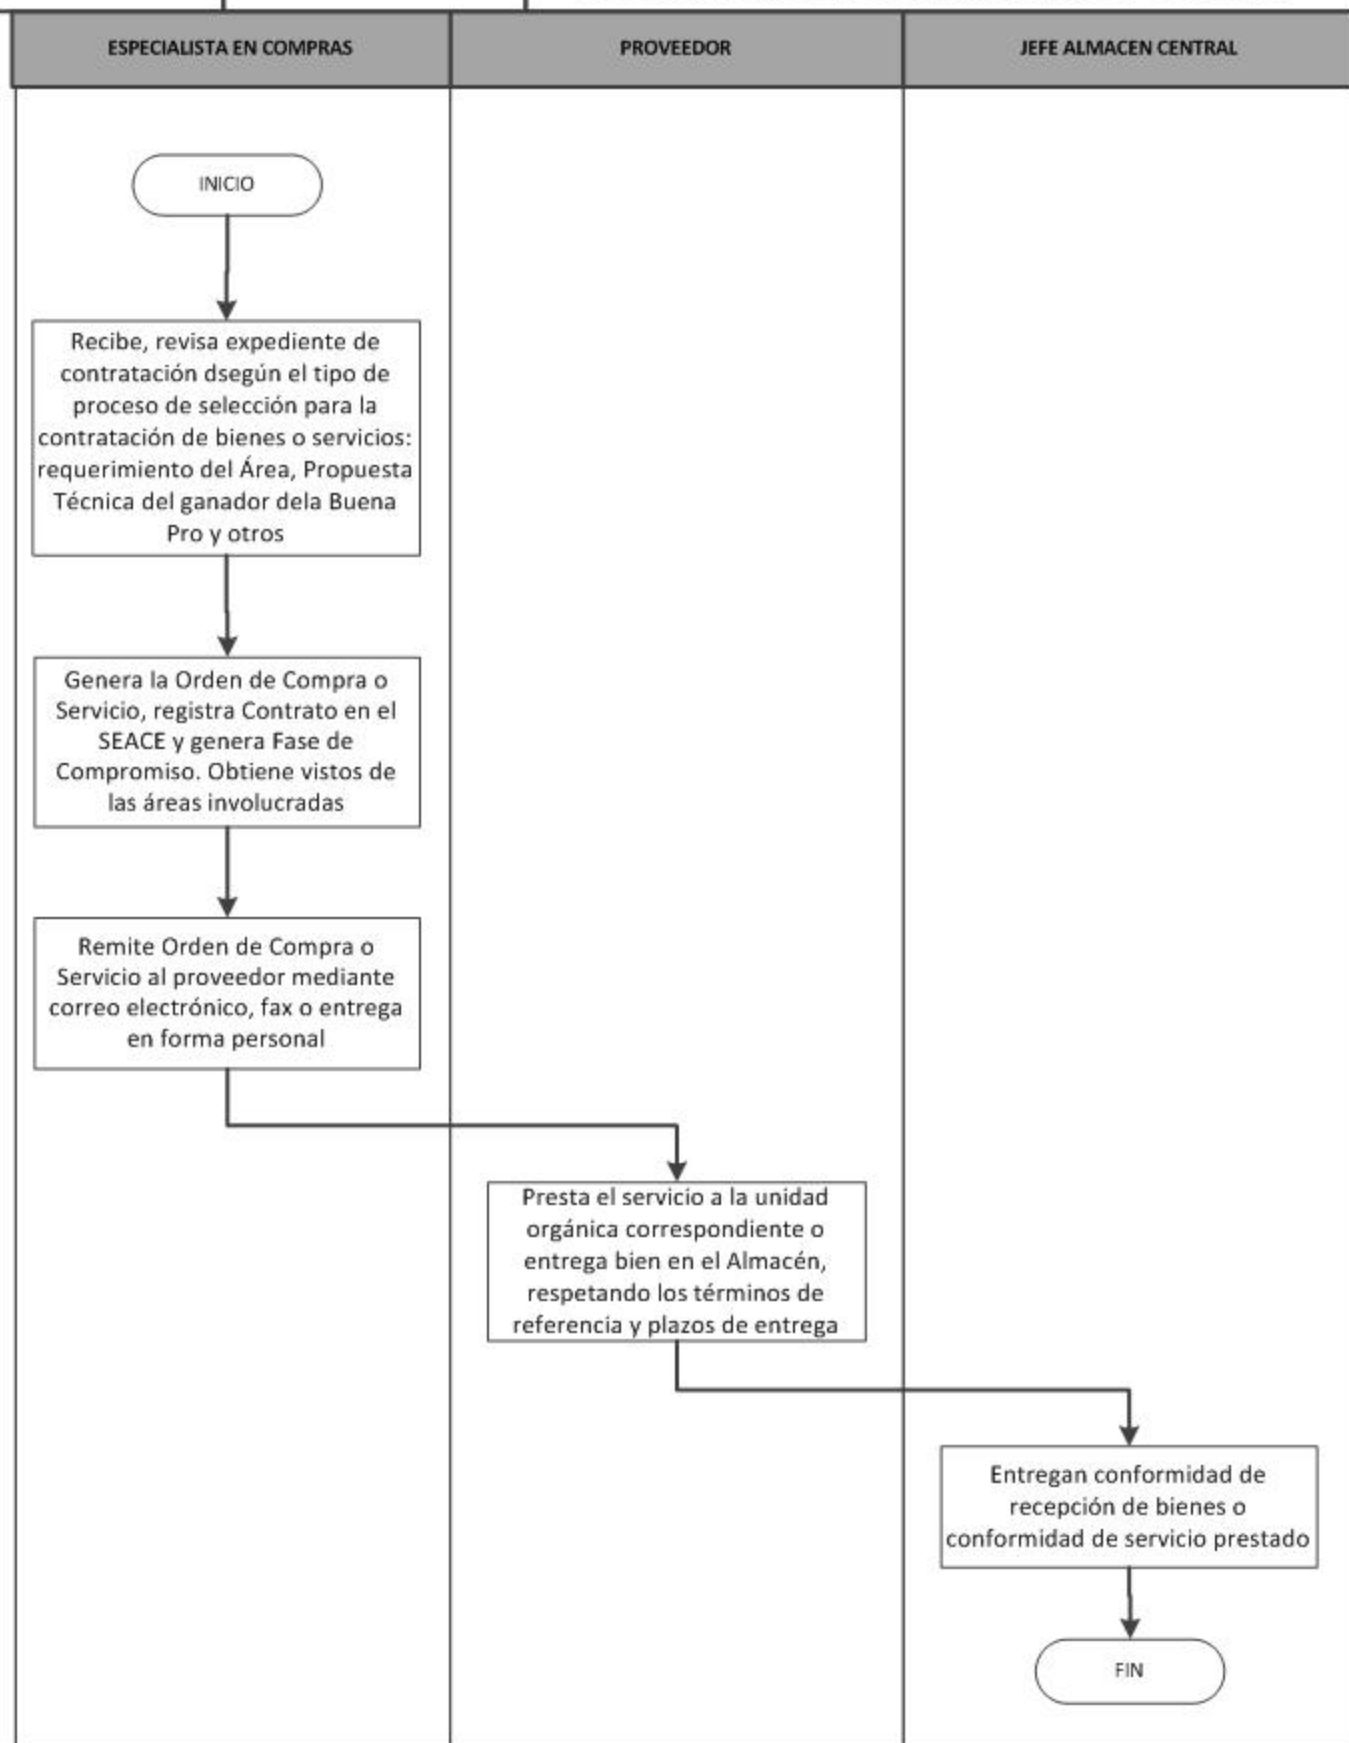 ESPECIALISTA EN COMPRAS
PROVEEDOR
JEFE ALMACEN CENTRAL
INICIO
Recibe, revisa expediente de
contratación dsegún el tipo de
proceso de selección para la
contratación de bienes o servicios:
requerimiento del Área, Propuesta
Técnica del ganador dela Buena
Pro y otros
Genera la Orden de Compra o
Servicio, registra Contrato en el
SEACE y genera Fase de
Compromiso. Obtiene vistos de
las áreas involucradas
Remite Orden de Compra o
Servicio al proveedor mediante
correo electrónico, fax o entrega
en forma personal
Presta el servicio a la unidad
orgánica correspondiente o
entrega bien en el Almacén,
respetando los términos de
referencia y plazos de entrega
Entregan conformidad de
recepción de bienes o
conformidad de servicio prestado
FIN